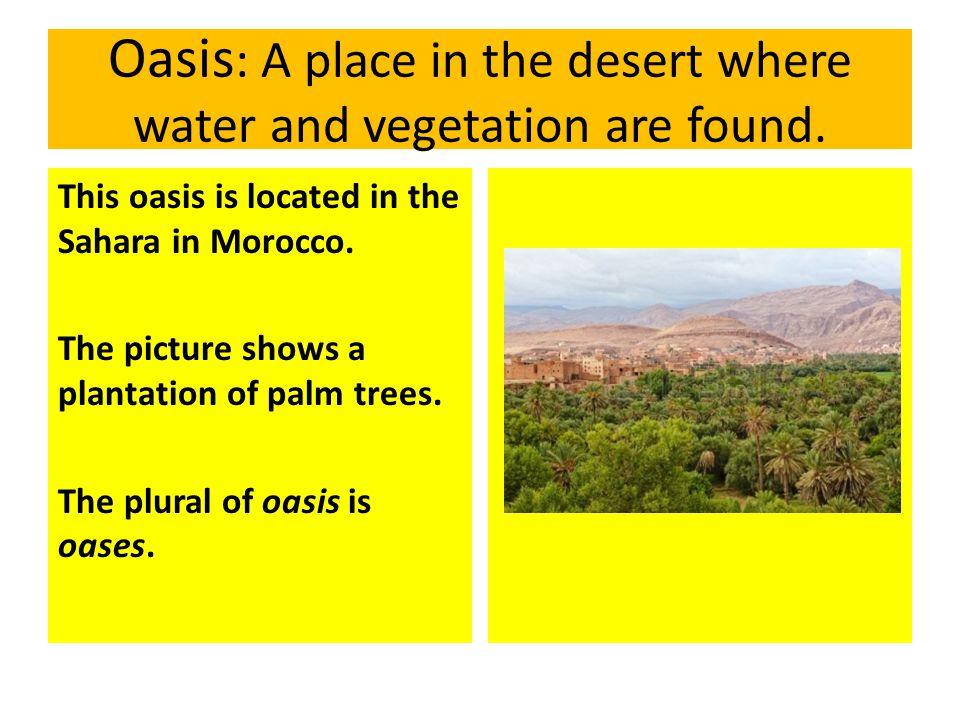 Oasis: A place in the desert where
water and vegetation are found.
This oasis is located in the
Sahara in Morocco.
The picture shows a
plantation of palm trees.
The plural of oasis is
oases.